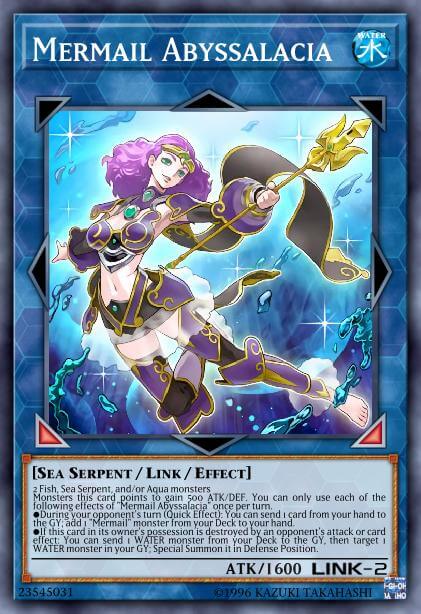 MERMAIL ABYSSALACIA
WATER
水
[SEA SERPENT / LINK / EFFECT]
2 Fish, Sea Serpent, and/or Aqua monsters
Monsters this card points to gain 500 ATK/DEF. You can only use each of the
following effects of "Mermail Abyssalacia" once per turn.
●During your opponent's turn (Quick Effect): You can send 1 card from your hand to
the GY; add 1 "Mermail" monster from your Deck to your hand.
●If this card in its owner's possession is destroyed by an opponent's attack or card
effect: You can send 1 WATER monster from your Deck to the GY, then target 1
WATER monster in your GY; Special Summon it in Defense Position.
ATK/1600 LINK-2
23545031
©1996 KAZUKI TAKAHASHI